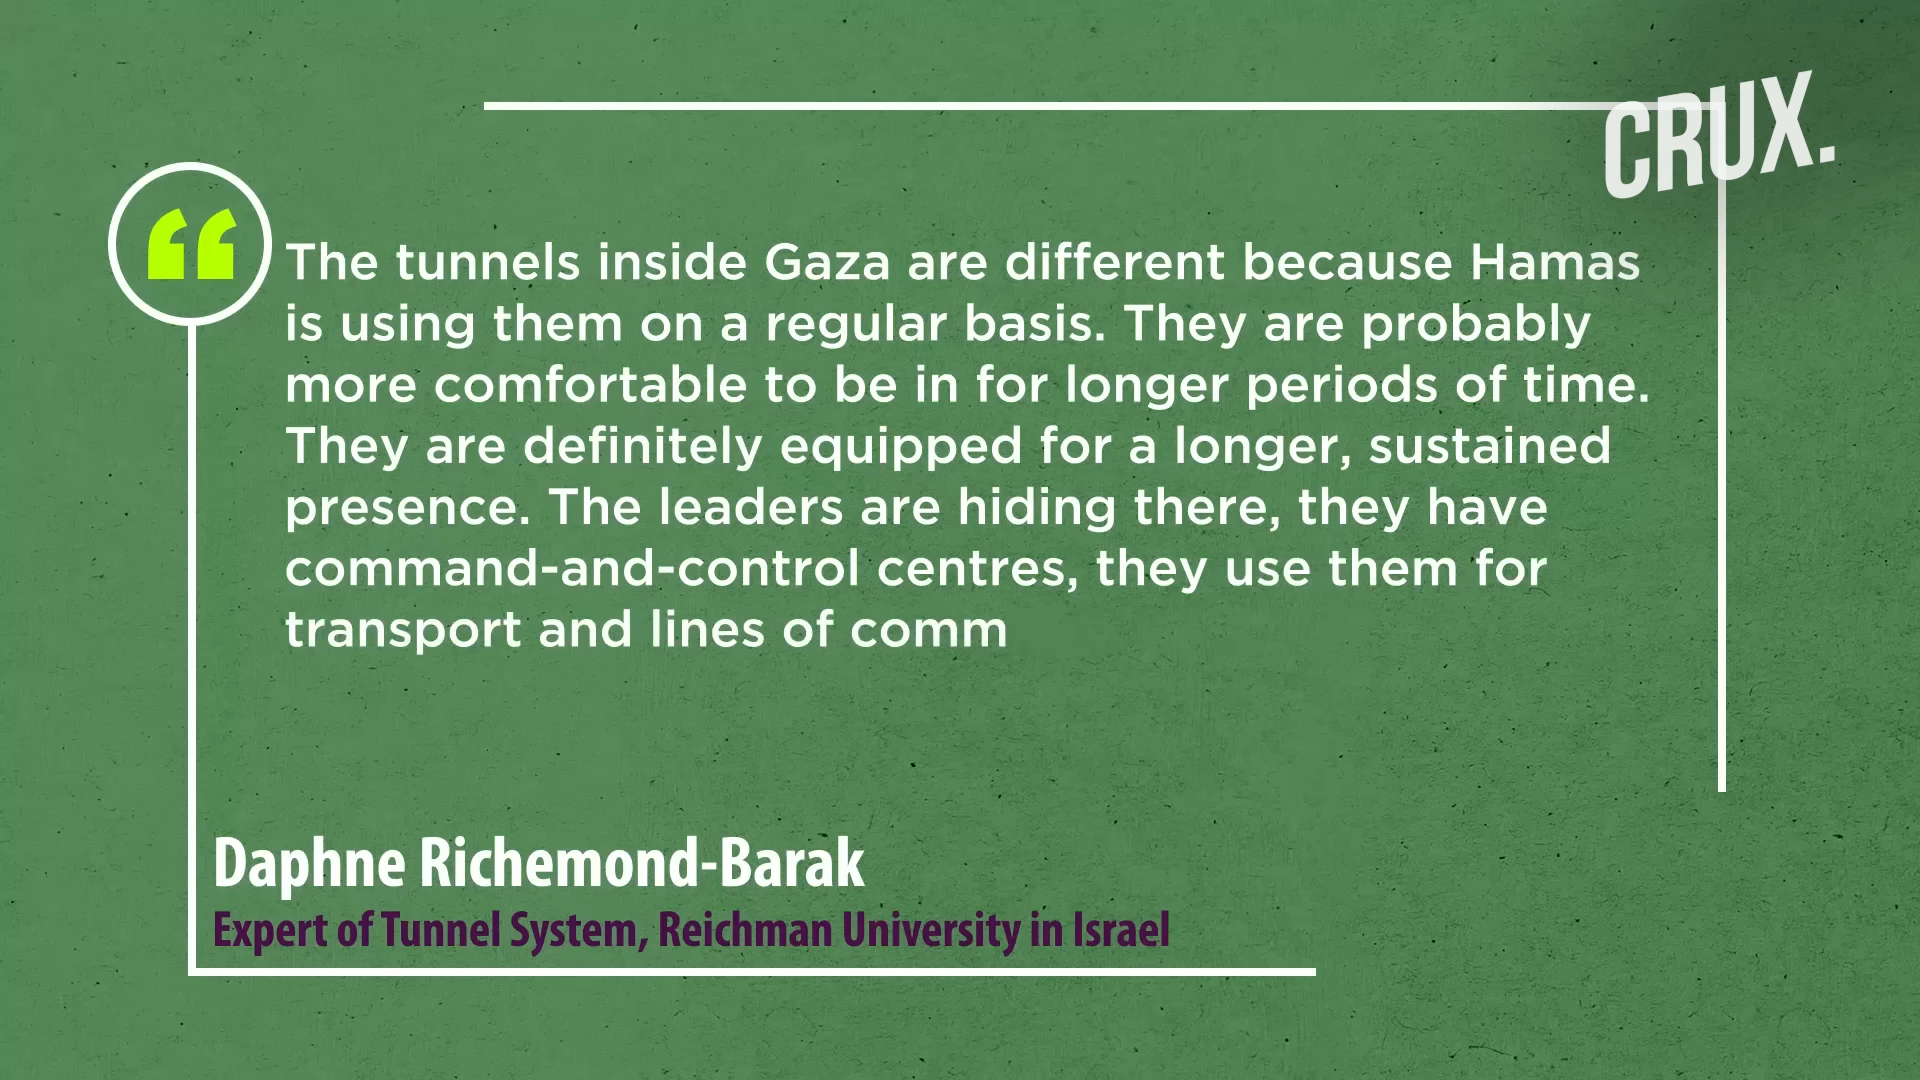 CRUX.
“
The tunnels inside Gaza are different because Hamas
is using them on a regular basis. They are probably
more comfortable to be in for longer periods of time.
They are definitely equipped for a longer, sustained
presence. The leaders are hiding there, they have
command-and-control centres, they use them for
transport and lines of comm
Daphne Richemond-Barak
Expert of Tunnel System, Reichman University in Israel